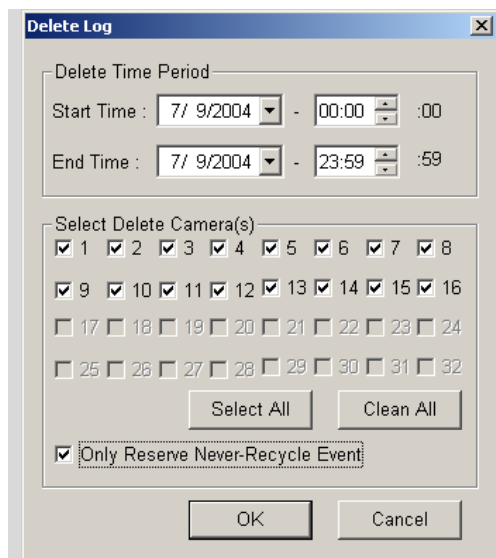 Delete Log
Delete Time Period
Start Time : 7/ 9/2004 - 00:00 :00
End Time : 7/ 9/2004 - 23:59 :59
Select Delete Camera(s)
1 2 3 4 5 6 7 8
9 10 11 12 13 14 15 16
17 18 19 20 21 22 23 24
25 26 27 28 29 30 31 32
Select All Clean All
Only Reserve Never-Recycle Event
OK Cancel